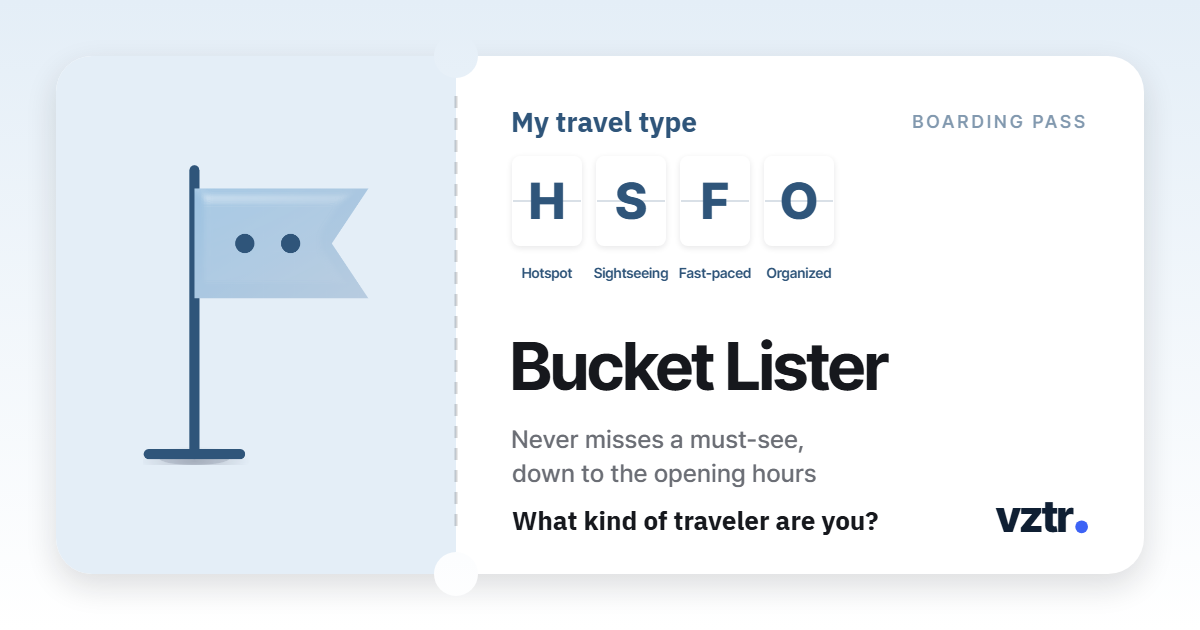 My travel type
BOARDING PASS
H S F O
Hotspot Sightseeing Fast-paced Organized
Bucket Lister
Never misses a must-see,
down to the opening hours
What kind of traveler are you?
vztr.